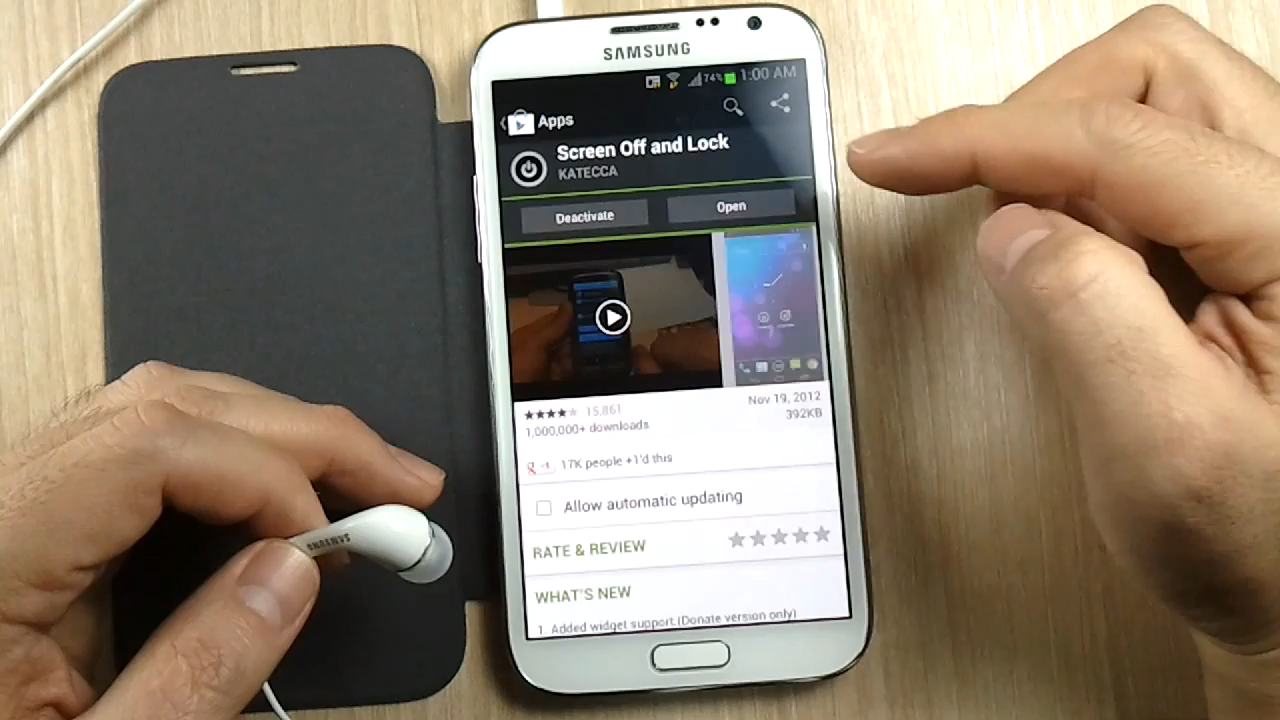 SAMSUNG
74% 1:00 AM
Apps
Screen Off and Lock
KATECCA
Deactivate Open
15,861 Nov 19, 2012
1,000,000+ downloads 392KB
17K people +1'd this
Allow automatic updating
RATE & REVIEW
WHAT'S NEW
1. Added widget support.(Donate version only)
SAMSUNG